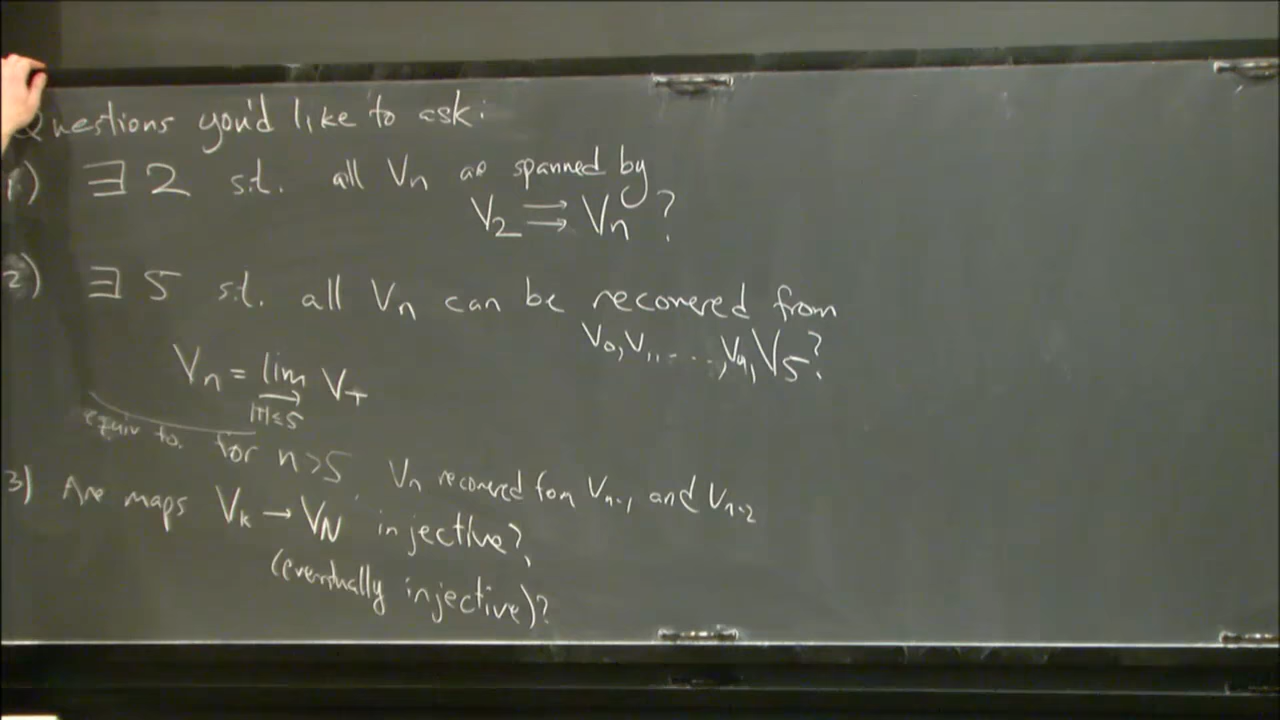 Questions you'd like to ask:
1) ∃ 2 s.t. all Vn are spanned by
V2 ⇉ Vn ?
2) ∃ 5 s.t. all Vn can be recovered from
V0, V1, ..., V4, V5?
Vn = lim→ VT
|T|≤5
equiv to. for n>5, Vn recovered from Vn-1 and Vn-2
3) Are maps Vk → VN injective?,
(eventually injective)?